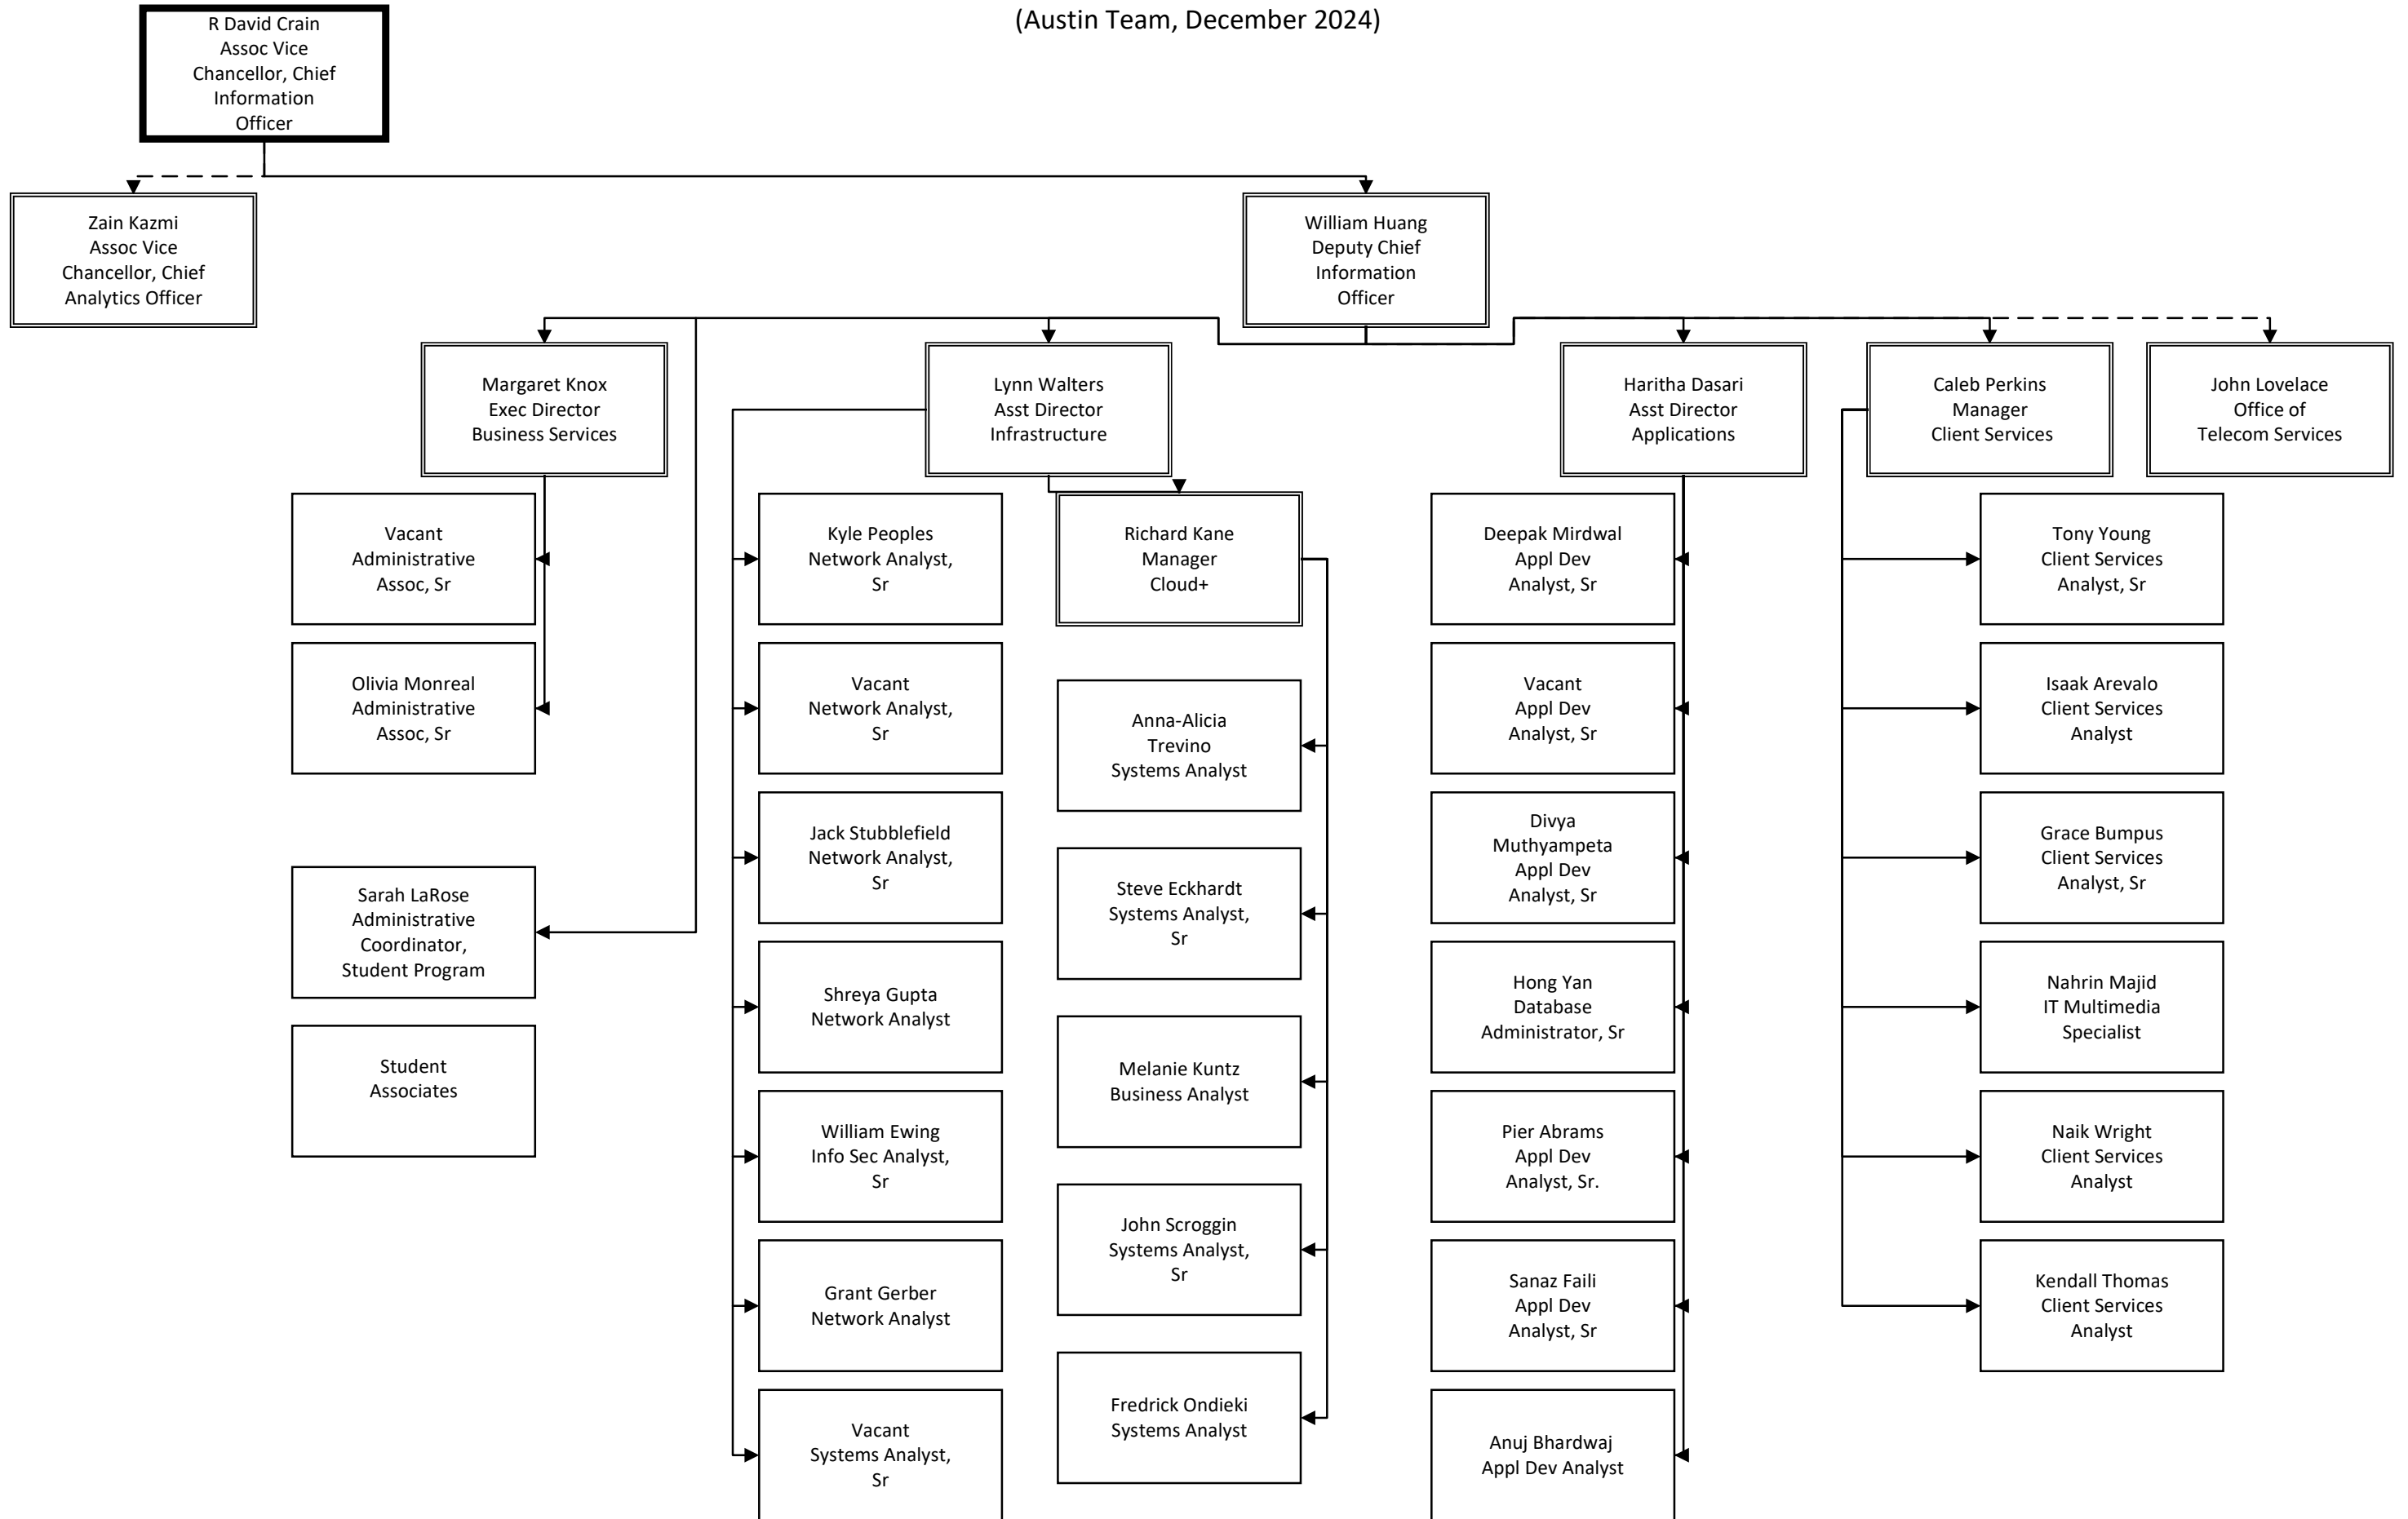 (Austin Team, December 2024)
R David Crain
Assoc Vice
Chancellor, Chief
Information
Officer
Zain Kazmi
Assoc Vice
Chancellor, Chief
Analytics Officer
William Huang
Deputy Chief
Information
Officer
Margaret Knox
Exec Director
Business Services
Lynn Walters
Asst Director
Infrastructure
Haritha Dasari
Asst Director
Applications
Caleb Perkins
Manager
Client Services
John Lovelace
Office of
Telecom Services
Vacant
Administrative
Assoc, Sr
Olivia Monreal
Administrative
Assoc, Sr
Sarah LaRose
Administrative
Coordinator,
Student Program
Student
Associates
Kyle Peoples
Network Analyst,
Sr
Vacant
Network Analyst,
Sr
Jack Stubblefield
Network Analyst,
Sr
Shreya Gupta
Network Analyst
William Ewing
Info Sec Analyst,
Sr
Grant Gerber
Network Analyst
Vacant
Systems Analyst,
Sr
Richard Kane
Manager
Cloud+
Anna-Alicia
Trevino
Systems Analyst
Steve Eckhardt
Systems Analyst,
Sr
Melanie Kuntz
Business Analyst
John Scroggin
Systems Analyst,
Sr
Fredrick Ondieki
Systems Analyst
Deepak Mirdwal
Appl Dev
Analyst, Sr
Vacant
Appl Dev
Analyst, Sr
Divya
Muthyampeta
Appl Dev
Analyst, Sr
Hong Yan
Database
Administrator, Sr
Pier Abrams
Appl Dev
Analyst, Sr.
Sanaz Faili
Appl Dev
Analyst, Sr
Anuj Bhardwaj
Appl Dev Analyst
Tony Young
Client Services
Analyst, Sr
Isaak Arevalo
Client Services
Analyst
Grace Bumpus
Client Services
Analyst, Sr
Nahrin Majid
IT Multimedia
Specialist
Naik Wright
Client Services
Analyst
Kendall Thomas
Client Services
Analyst